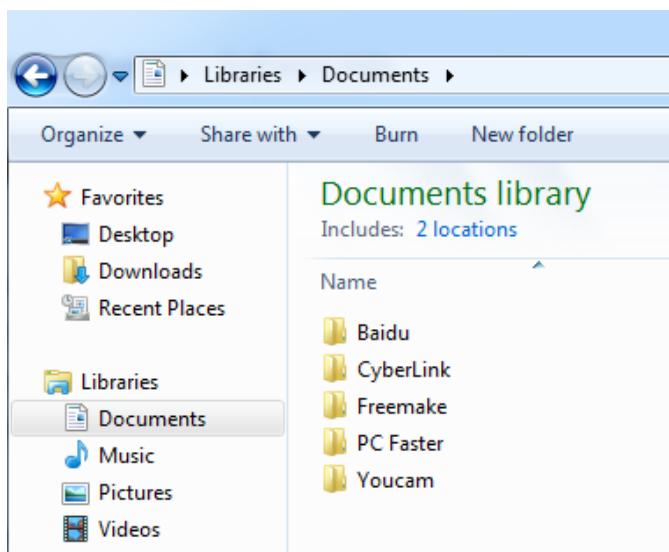 Libraries Documents
Organize Share with Burn New folder
Favorites
Desktop
Downloads
Recent Places
Libraries
Documents
Music
Pictures
Videos
Documents library
Includes: 2 locations
Name
Baidu
CyberLink
Freemake
PC Faster
Youcam